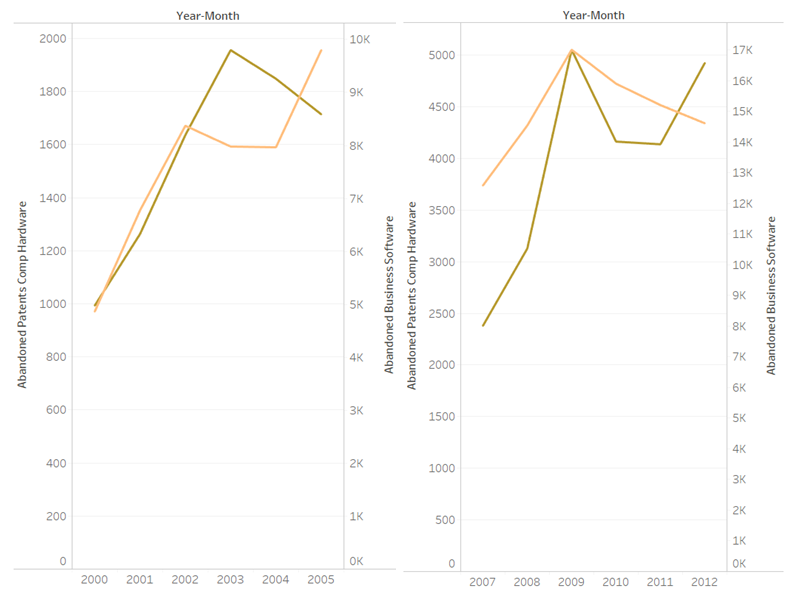 Year-Month
2000
1800
1600
1400
1200
1000
800
600
400
200
0
Abandoned Patents Comp Hardware
10K
9K
8K
7K
6K
5K
4K
3K
2K
1K
0K
Abandoned Business Software
2000 2001 2002 2003 2004 2005
Year-Month
5000
4500
4000
3500
3000
2500
2000
1500
1000
500
0
Abandoned Patents Comp Hardware
17K
16K
15K
14K
13K
12K
11K
10K
9K
8K
7K
6K
5K
4K
3K
2K
1K
0K
Abandoned Business Software
2007 2008 2009 2010 2011 2012